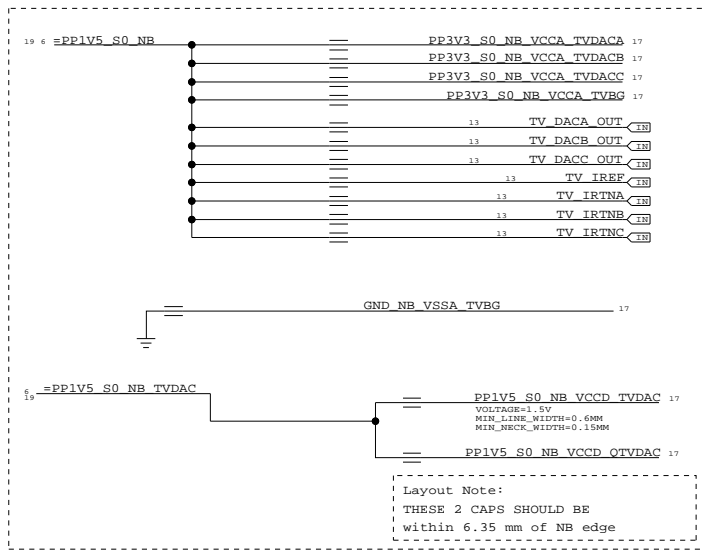 19 6 =PP1V5_S0_NB
PP3V3_S0_NB_VCCA_TVDACA 17
PP3V3_S0_NB_VCCA_TVDACB 17
PP3V3_S0_NB_VCCA_TVDACC 17
PP3V3_S0_NB_VCCA_TVBG 17
13 TV_DACA_OUT IN
13 TV_DACB_OUT IN
13 TV_DACC_OUT IN
13 TV_IREF IN
13 TV_IRTNA IN
13 TV_IRTNB IN
13 TV_IRTNC IN
GND_NB_VSSA_TVBG 17
6 =PP1V5_S0_NB_TVDAC
19
PP1V5_S0_NB_VCCD_TVDAC 17
VOLTAGE=1.5V
MIN_LINE_WIDTH=0.6MM
MIN_NECK_WIDTH=0.15MM
PP1V5_S0_NB_VCCD_QTVDAC 17
Layout Note:
THESE 2 CAPS SHOULD BE
within 6.35 mm of NB edge